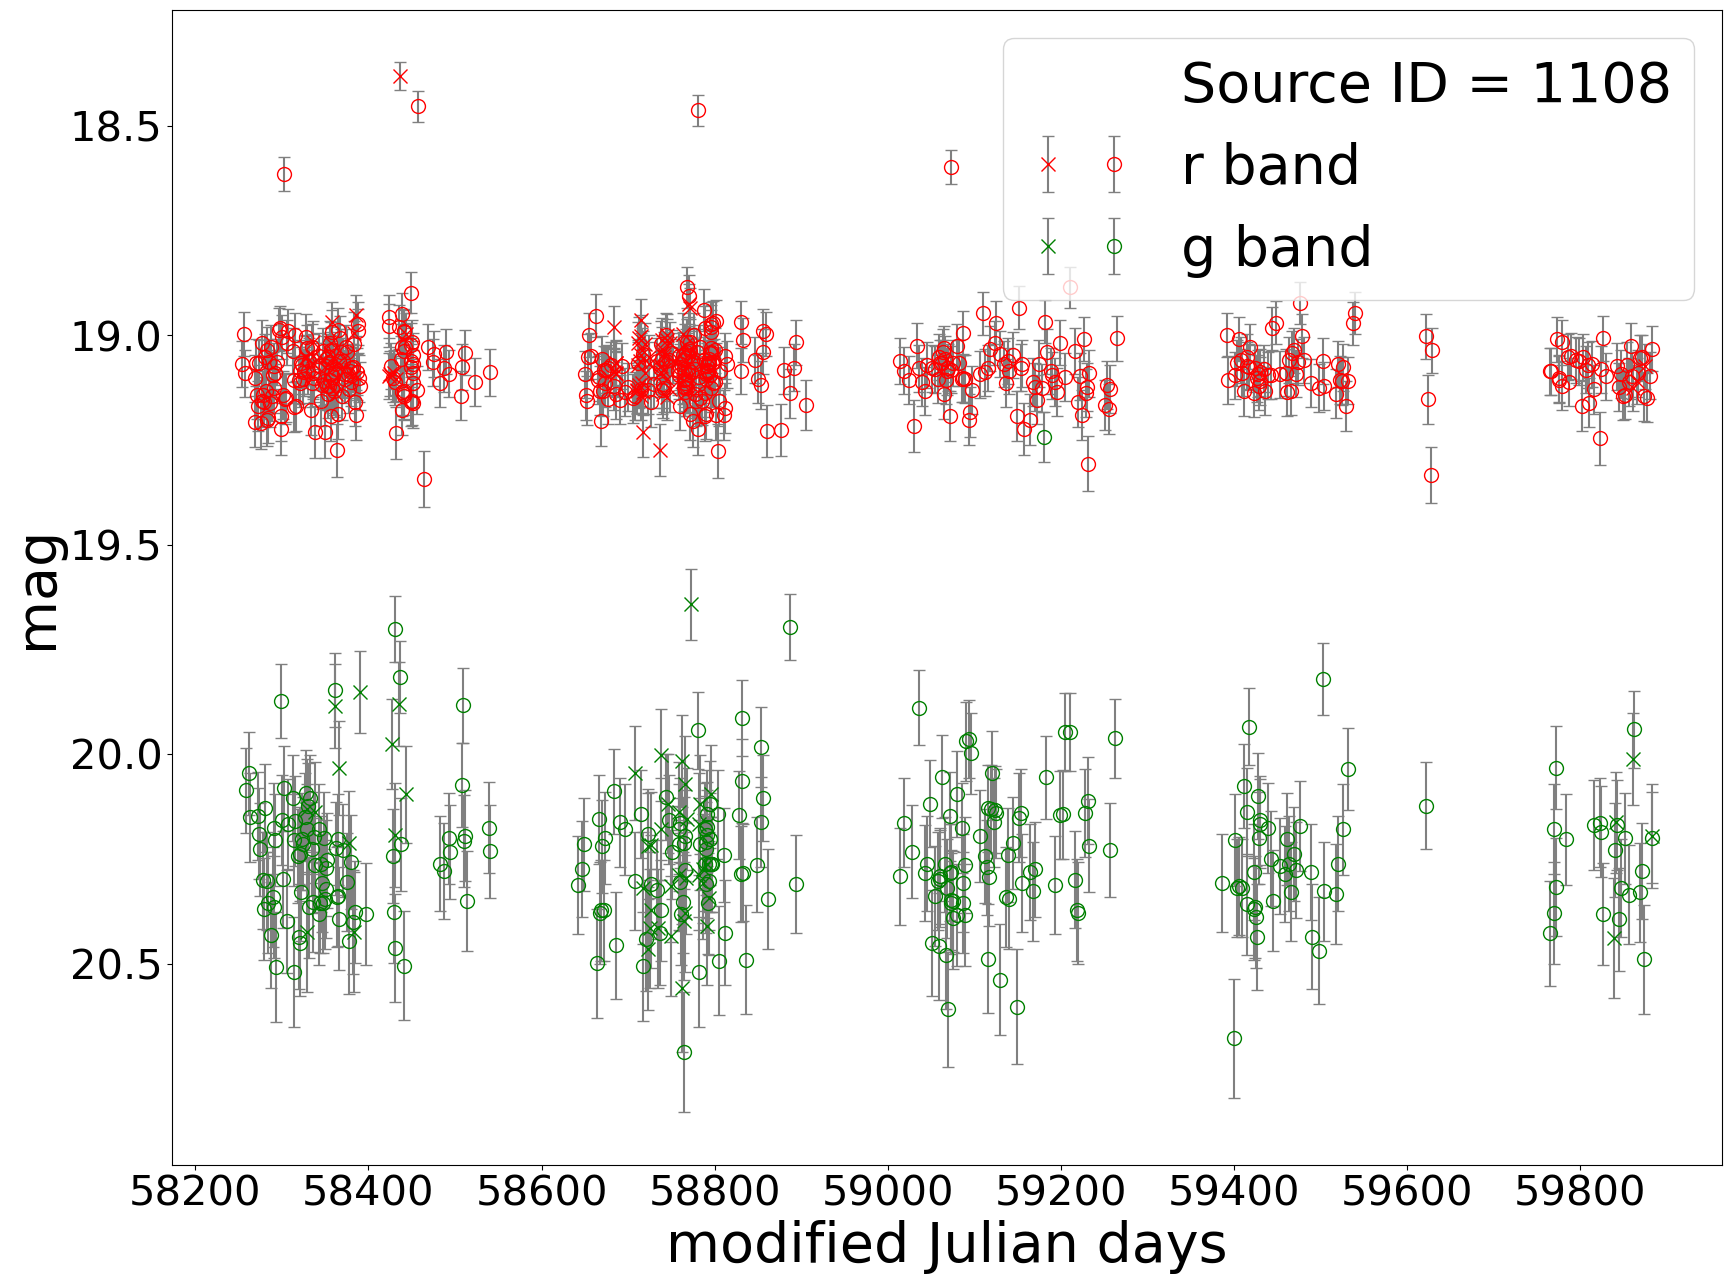 Source ID = 1108
r band
g band
18.5
19.0
19.5
20.0
20.5
mag
58200 58400 58600 58800 59000 59200 59400 59600 59800
modified Julian days